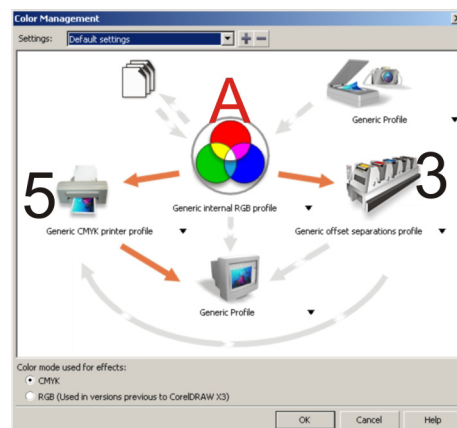 Color Management
Settings: Default settings
A
Generic Profile
5
3
Generic internal RGB profile
Generic CMYK printer profile
Generic offset separations profile
Generic Profile
Color mode used for effects:
CMYK
RGB (Used in versions previous to CorelDRAW X3)
OK Cancel Help